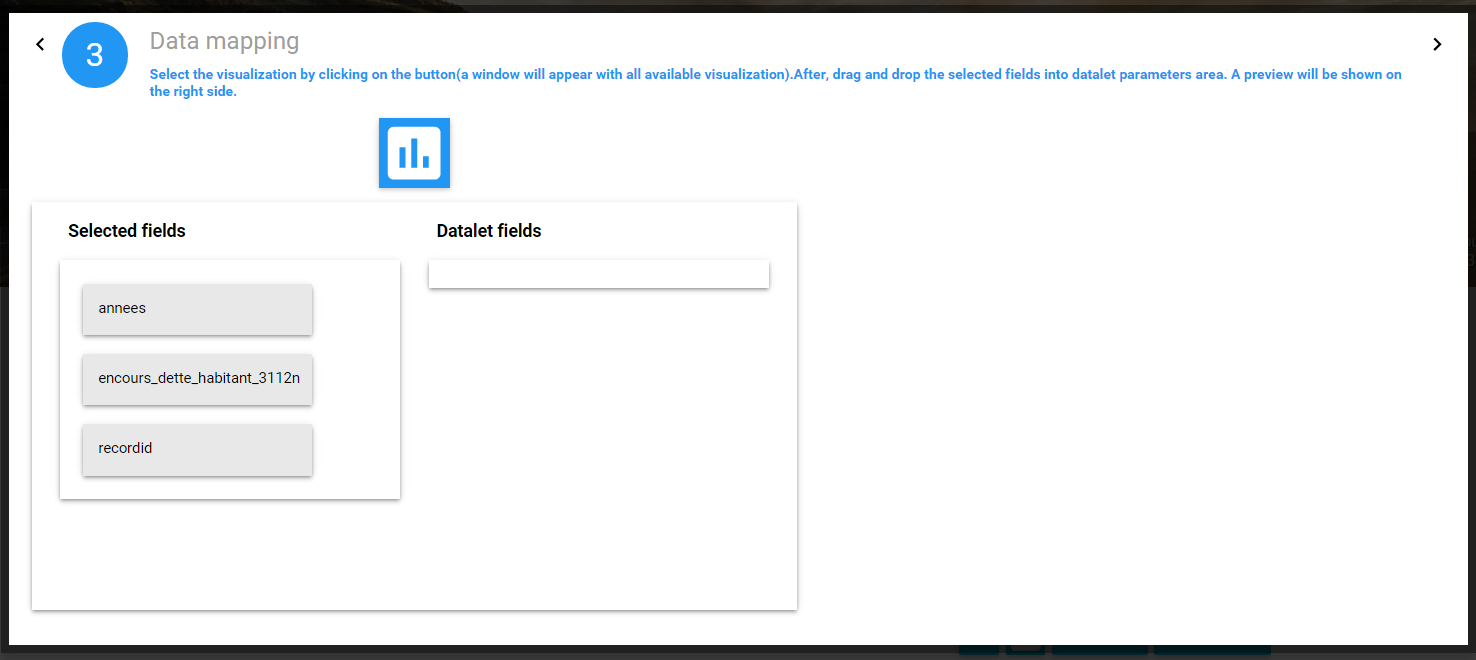 3
Data mapping
Select the visualization by clicking on the button(a window will appear with all available visualization).After, drag and drop the selected fields into datalet parameters area. A preview will be shown on
the right side.
Selected fields
Datalet fields
annees
encours_dette_habitant_3112n
recordid